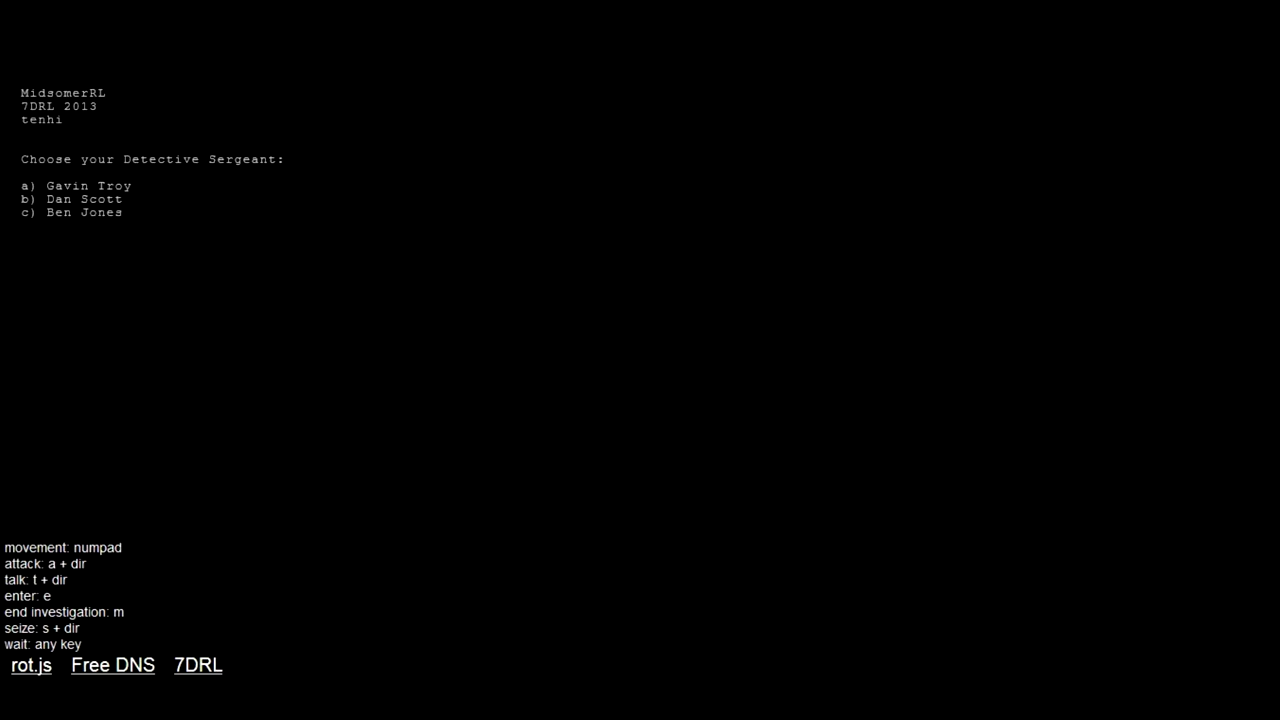 MidsomerRL
7DRL 2013
tenhi
Choose your Detective Sergeant:
a) Gavin Troy
b) Dan Scott
c) Ben Jones
movement: numpad
attack: a + dir
talk: t + dir
enter: e
end investigation: m
seize: s + dir
wait: any key
rot.js Free DNS 7DRL